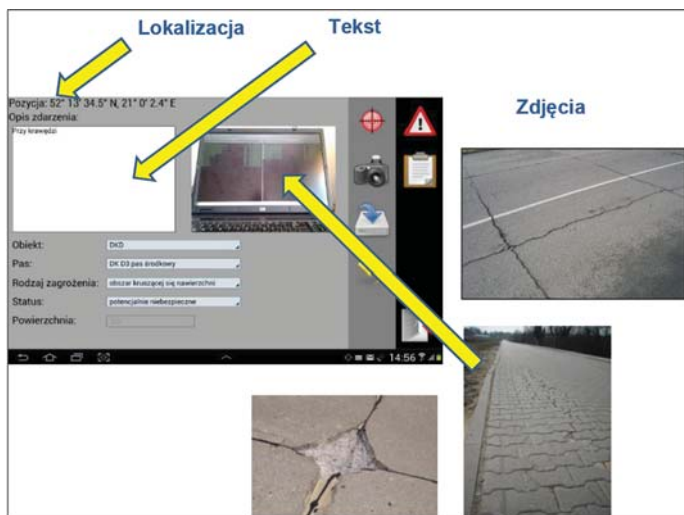 Lokalizacja
Tekst
Zdjęcia
Pozycja: 52° 13' 34.5" N, 21° 0' 2.4" E
Opis zdarzenia:
Przy krawędzi
Obiekt: DKD
Pas: DK D3 pas środkowy
Rodzaj zagrożenia: obszar kruszącej się nawierzchni
Status: potencjalnie niebezpieczne
Powierzchnia:
14:56